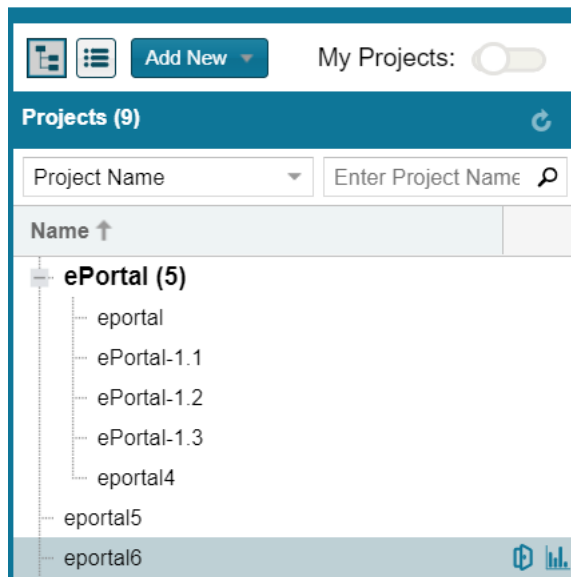 Add New My Projects:
Projects (9)
Project Name Enter Project Name
Name
ePortal (5)
eportal
ePortal-1.1
ePortal-1.2
ePortal-1.3
eportal4
eportal5
eportal6